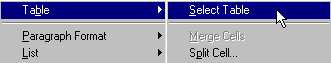 Table
Paragraph Format
List
Select Table
Merge Cells
Split Cell...